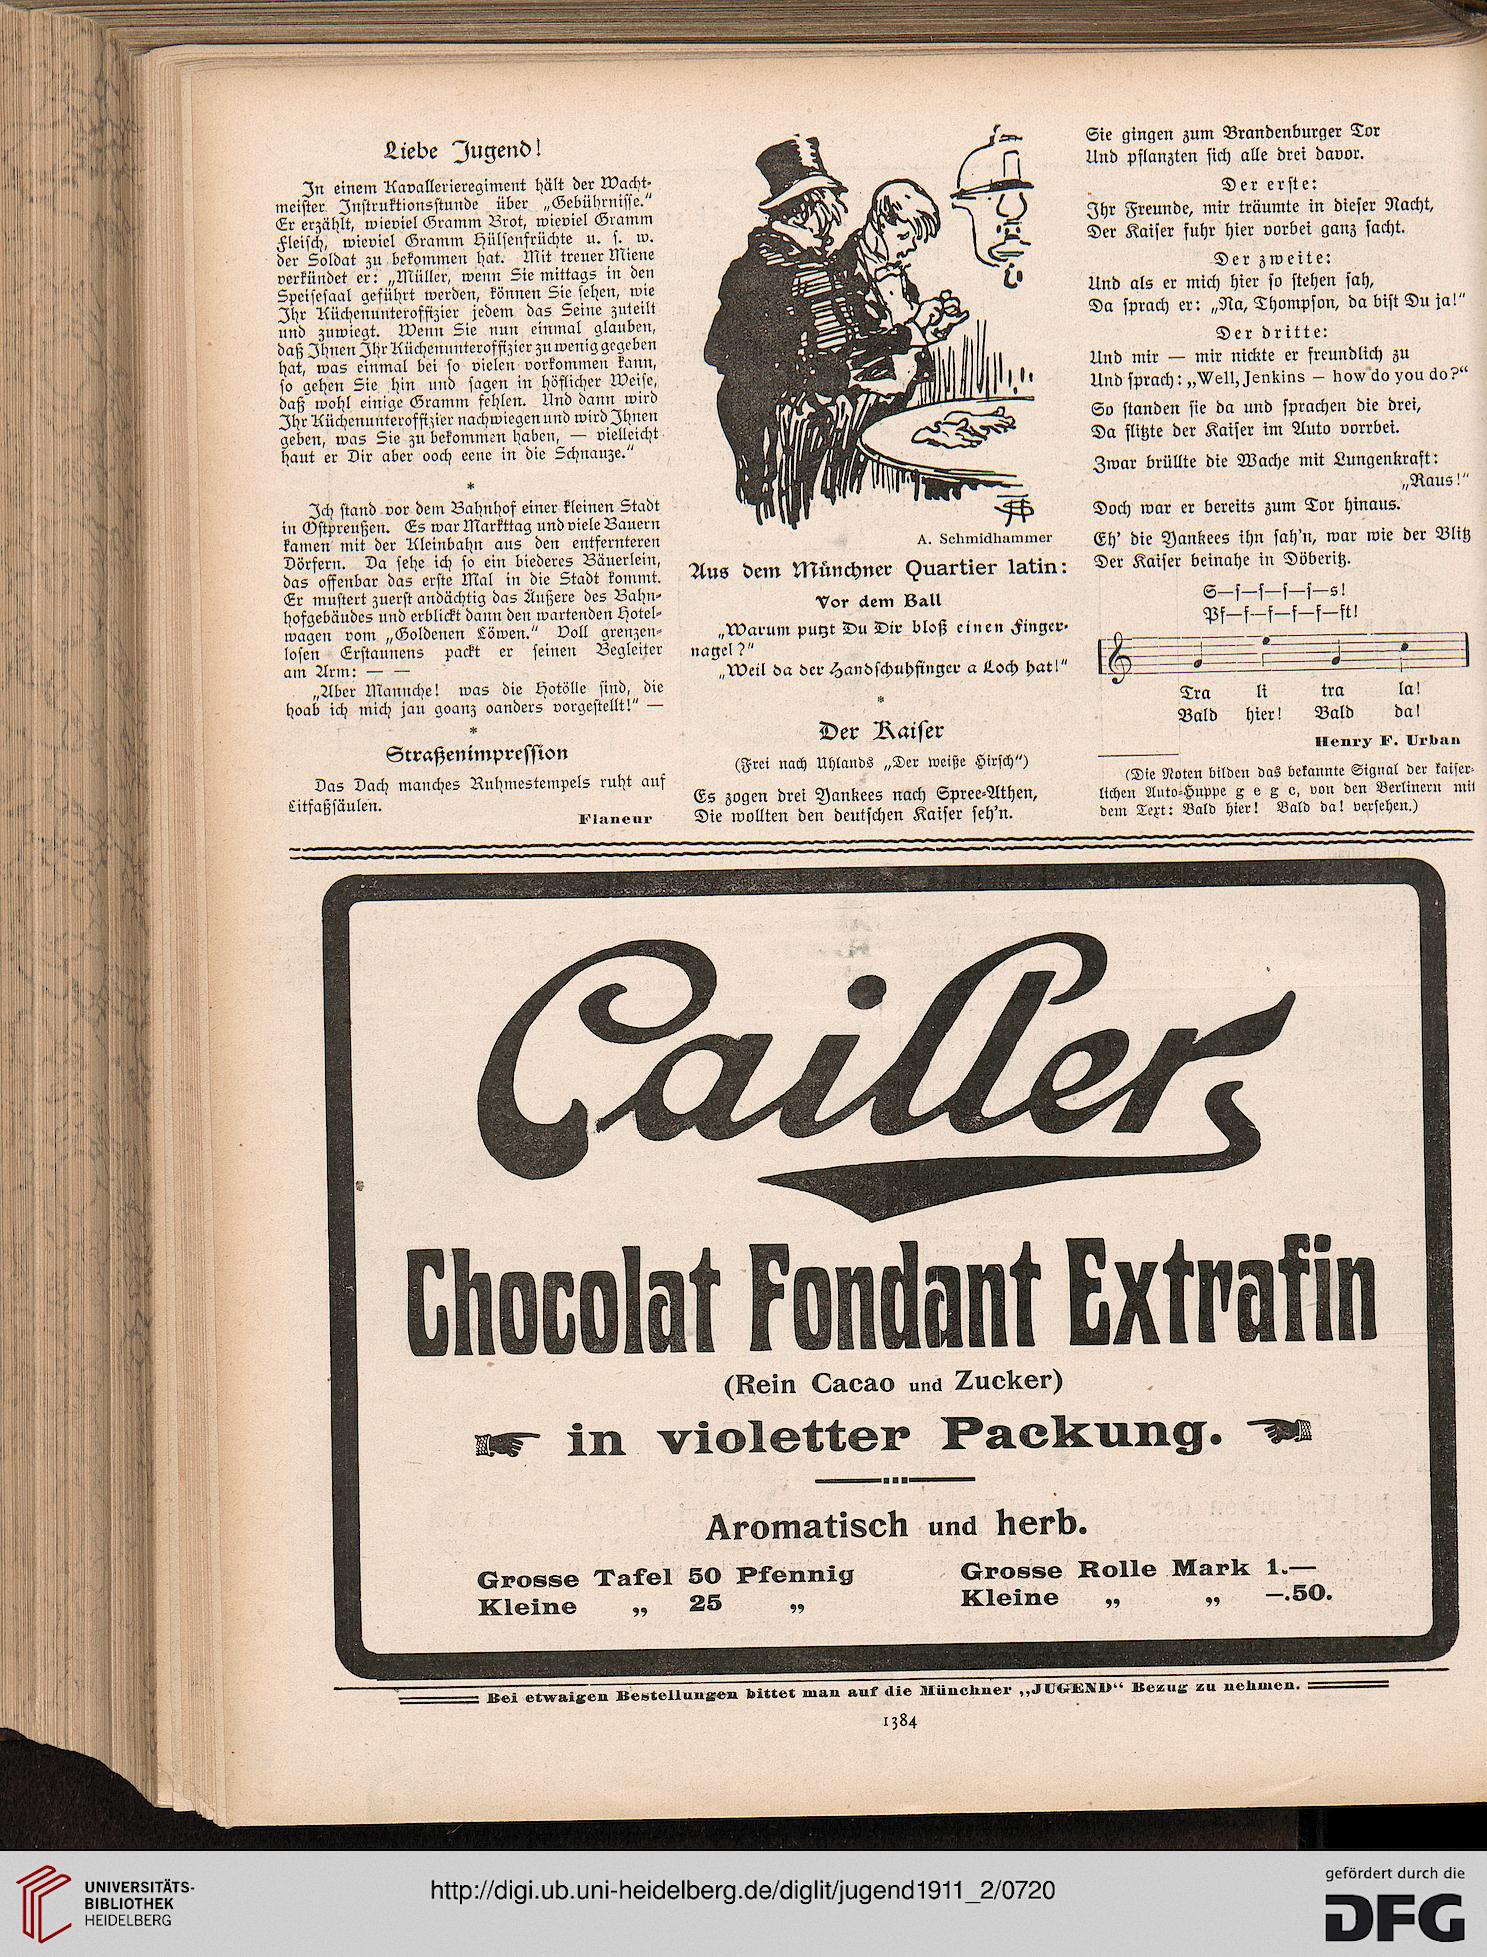 Liebe Jugend!
In einem Kavallerieregiment hält der Wacht-
meister Instruktionsstunde über „Gebührnisse.“
Er erzählt, wieviel Gramm Brot, wieviel Gramm
Fleisch, wieviel Gramm Hülsenfrüchte u. s. w.
der Soldat zu bekommen hat. Mit treuer Miene
verkündet er: „Müller, wenn Sie mittags in den
Speisesaal geführt werden, können Sie sehen, wie
Ihr Küchenunteroffizier jedem das Seine zuteilt
und zuwiegt. Wenn Sie nun einmal glauben,
daß Ihnen Ihr Küchenunteroffizier zu wenig gegeben
hat, was einmal bei so vielen vorkommen kann,
so gehen Sie hin und sagen in höflicher Weise,
daß wohl einige Gramm fehlen. Und dann wird
Ihr Küchenunteroffizier nachwiegen und wird Ihnen
geben, was Sie zu bekommen haben, — vielleicht
haut er Dir aber ooch eene in die Schnauze.“
*
Ich stand vor dem Bahnhof einer kleinen Stadt
in Ostpreußen. Es war Markttag und viele Bauern
kamen mit der Kleinbahn aus den entfernteren
Dörfern. Da sehe ich so ein biederes Bäuerlein,
das offenbar das erste Mal in die Stadt kommt.
Er mustert zuerst andächtig das Äußere des Bahn-
hofgebäudes und erblickt dann den wartenden Hotel-
wagen vom „Goldenen Löwen.“ Voll grenzen-
losen Erstaunens packt er seinen Begleiter
am Arm: — —
„Aber Mannche! was die Hotölle sind, die
hoab ich mich jau goanz oanders vorgestellt!“ —
*
Straßenimpression
Das Dach manches Ruhmestempels ruht auf
Litfaßsäulen.
Flaneur
A. Schmidhammer
Aus dem Münchner Quartier latin:
Vor dem Ball
„Warum putzt Du Dir bloß einen Finger-
nagel?“
„Weil da der Handschuhfinger a Loch hat!“
*
Der Kaiser
(Frei nach Uhlands „Der weiße Hirsch“)
Es zogen drei Yankees nach Spree-Athen,
Die wollten den deutschen Kaiser seh'n.
Sie gingen zum Brandenburger Tor
Und pflanzten sich alle drei davor.
Der erste:
Ihr Freunde, mir träumte in dieser Nacht,
Der Kaiser fuhr hier vorbei ganz sacht.
Der zweite:
Und als er mich hier so stehen sah,
Da sprach er: „Na, Thompson, da bist Du ja!“
Der dritte:
Und mir — mir nickte er freundlich zu
Und sprach: „Well, Jenkins — how do you do?“
So standen sie da und sprachen die drei,
Da flitzte der Kaiser im Auto vorrbei.
Zwar brüllte die Wache mit Lungenkraft:
„Raus!“
Doch war er bereits zum Tor hinaus.
Eh' die Yankees ihn sah'n, war wie der Blitz
Der Kaiser beinahe in Döberitz.
S—s—s—s—s—s!
Pf—f—f—f—f—ft!
Tra li tra la!
Bald hier! Bald da!
Henry F. Urban
(Die Noten bilden das bekannte Signal der kaiser-
lichen Auto-Huppe g e g c, von den Berlinern mit
dem Text: Bald hier! Bald da! versehen.)
Cailler's
Chocolat Fondant Extrafin
(Rein Cacao und Zucker)
in violetter Packung.
Aromatisch und herb.
Grosse Tafel 50 Pfennig
Kleine „ 25 „
Grosse Rolle Mark 1.—
Kleine „ „ —.50.
Bei etwaigen Bestellungen bittet man auf die Münchner „JUGEND“ Bezug zu nehmen.
1384
UNIVERSITÄTS-
BIBLIOTHEK
HEIDELBERG
http://digi.ub.uni-heidelberg.de/diglit/jugend1911_2/0720
gefördert durch die
DFG